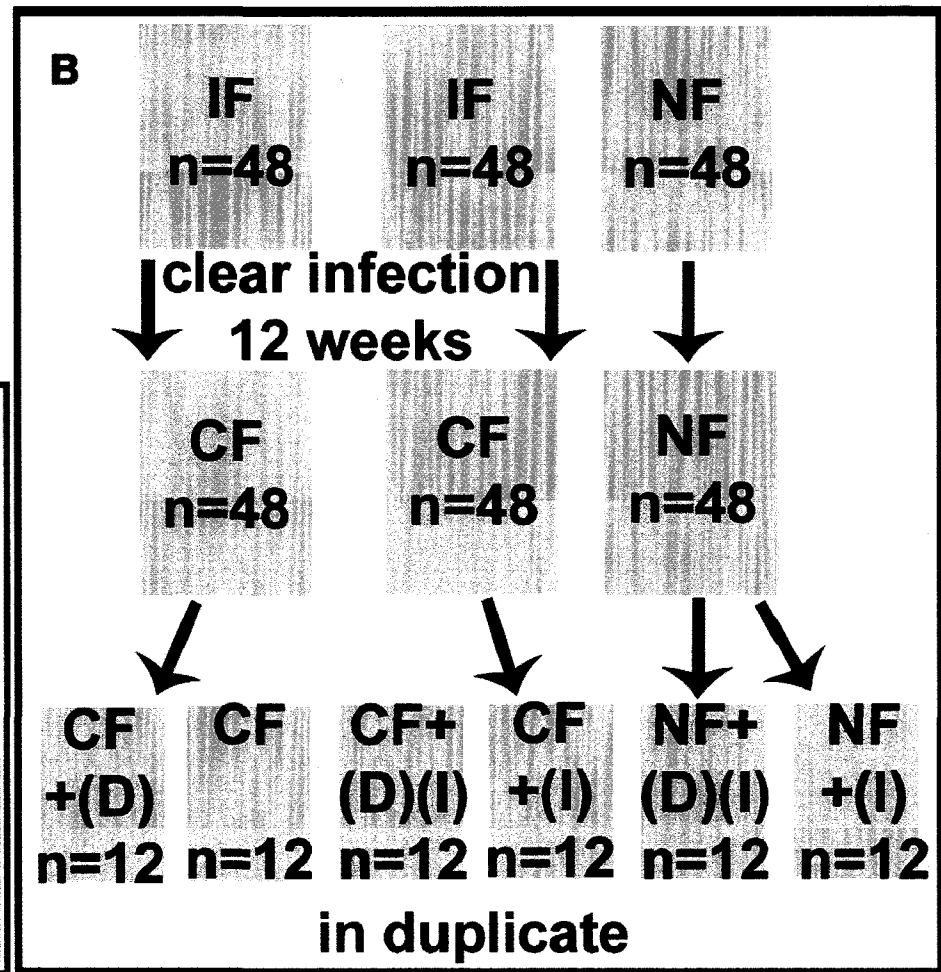 B
IF IF NF
n=48 n=48 n=48
clear infection
12 weeks
CF CF NF
n=48 n=48 n=48
CF CF CF+ CF NF+ NF
+(D) (D)(I) +(I) (D)(I) +(I)
n=12 n=12 n=12 n=12 n=12 n=12
in duplicate